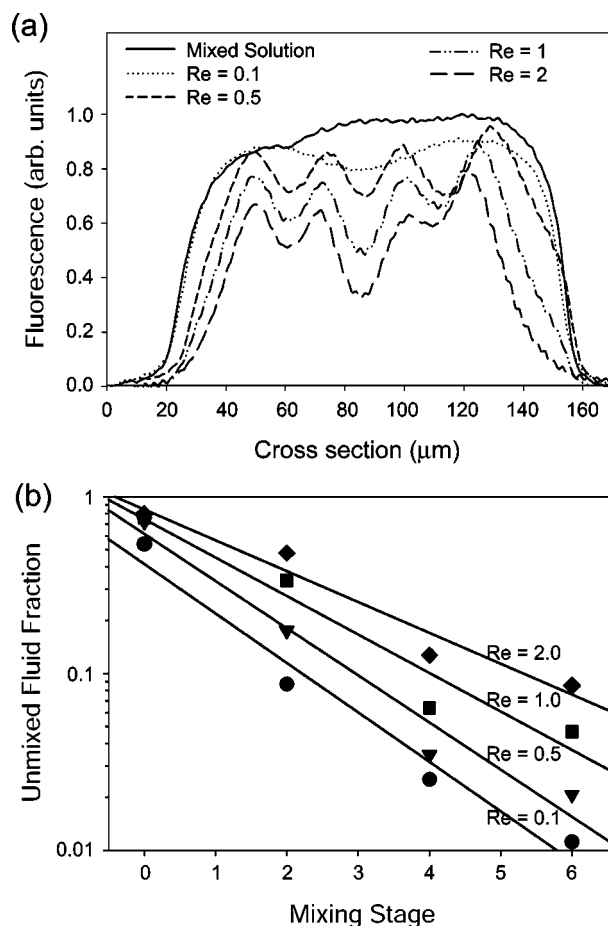 (a)
Mixed Solution
Re = 0.1
Re = 0.5
Re = 1
Re = 2
Fluorescence (arb. units)
1.0
0.8
0.6
0.4
0.2
0.0
0 20 40 60 80 100 120 140 160
Cross section (μm)
(b)
Unmixed Fluid Fraction
1
0.1
0.01
Re = 2.0
Re = 1.0
Re = 0.5
Re = 0.1
0 1 2 3 4 5 6
Mixing Stage